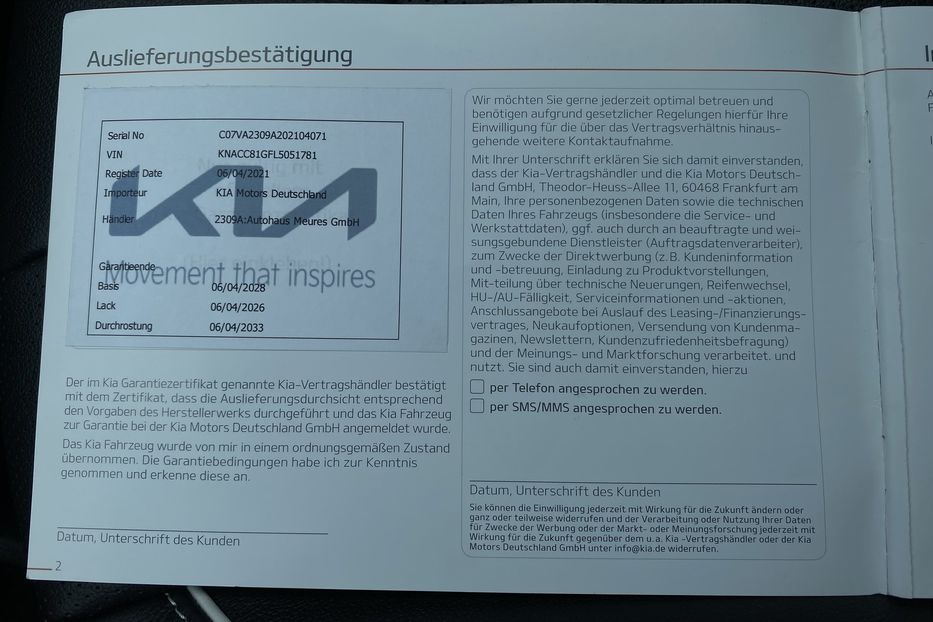 Auslieferungsbestätigung
Serial No C07VA2309A202104071
VIN KNACC81GFL5051781
Register Date 06/04/2021
Importeur KIA Motors Deutschland
KIA
Händler 2309A:Autohaus Meures GmbH
Garantieende
Movement that inspires
Basis 06/04/2028
Lack 06/04/2026
Durchrostung 06/04/2033
Der im Kia Garantiezertifikat genannte Kia-Vertragshändler bestätigt
mit dem Zertifikat, dass die Auslieferungsdurchsicht entsprechend
den Vorgaben des Herstellerwerks durchgeführt und das Kia Fahrzeug
zur Garantie bei der Kia Motors Deutschland GmbH angemeldet wurde.
Das Kia Fahrzeug wurde von mir in einem ordnungsgemäßen Zustand
übernommen. Die Garantiebedingungen habe ich zur Kenntnis
genommen und erkenne diese an.
Datum, Unterschrift des Kunden
2
Wir möchten Sie gerne jederzeit optimal betreuen und
benötigen aufgrund gesetzlicher Regelungen hierfür Ihre
Einwilligung für die über das Vertragsverhältnis hinaus-
gehende weitere Kontaktaufnahme.
Mit Ihrer Unterschrift erklären Sie sich damit einverstanden,
dass der Kia-Vertragshändler und die Kia Motors Deutsch-
land GmbH, Theodor-Heuss-Allee 11, 60468 Frankfurt am
Main, Ihre personenbezogenen Daten sowie die technischen
Daten Ihres Fahrzeugs (insbesondere die Service- und
Werkstattdaten), ggf. auch durch an beauftragte und wei-
sungsgebundene Dienstleister (Auftragsdatenverarbeiter),
zum Zwecke der Direktwerbung (z.B. Kundeninformation
und -betreuung, Einladung zu Produktvorstellungen,
Mit-teilung über technische Neuerungen, Reifenwechsel,
HU-/AU-Fälligkeit, Serviceinformationen und -aktionen,
Anschlussangebote bei Auslauf des Leasing-/Finanzierungs-
vertrages, Neukaufoptionen, Versendung von Kundenma-
gazinen, Newslettern, Kundenzufriedenheitsbefragung)
und der Meinungs- und Marktforschung verarbeitet. und
nutzt. Sie sind auch damit einverstanden, hierzu
per Telefon angesprochen zu werden.
per SMS/MMS angesprochen zu werden.
Datum, Unterschrift des Kunden
Sie können die Einwilligung jederzeit mit Wirkung für die Zukunft ändern oder
ganz oder teilweise widerrufen und der Verarbeitung oder Nutzung Ihrer Daten
für Zwecke der Werbung oder der Markt- oder Meinungsforschung jederzeit mit
Wirkung für die Zukunft gegenüber dem u.a. Kia -Vertragshändler oder der Kia
Motors Deutschland GmbH unter info@kia.de widerrufen.